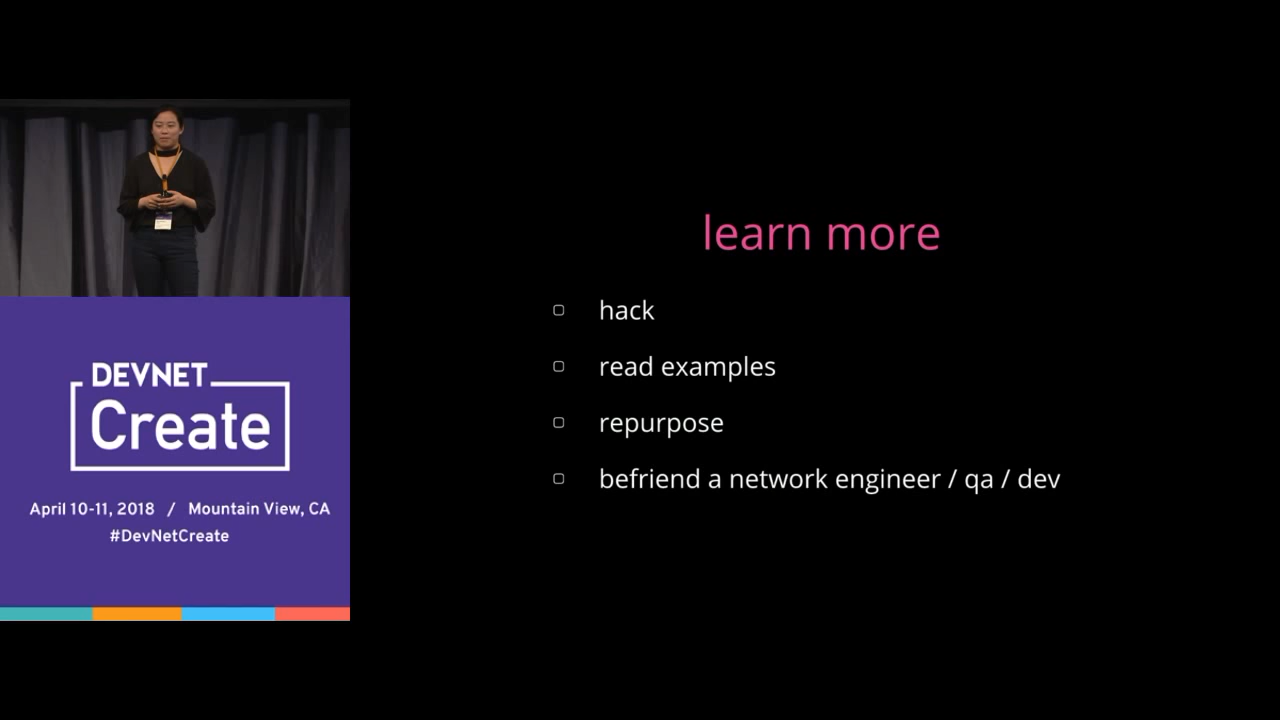 learn more
hack
read examples
repurpose
befriend a network engineer / qa / dev
DEVNET
Create
April 10-11, 2018 / Mountain View, CA
#DevNetCreate